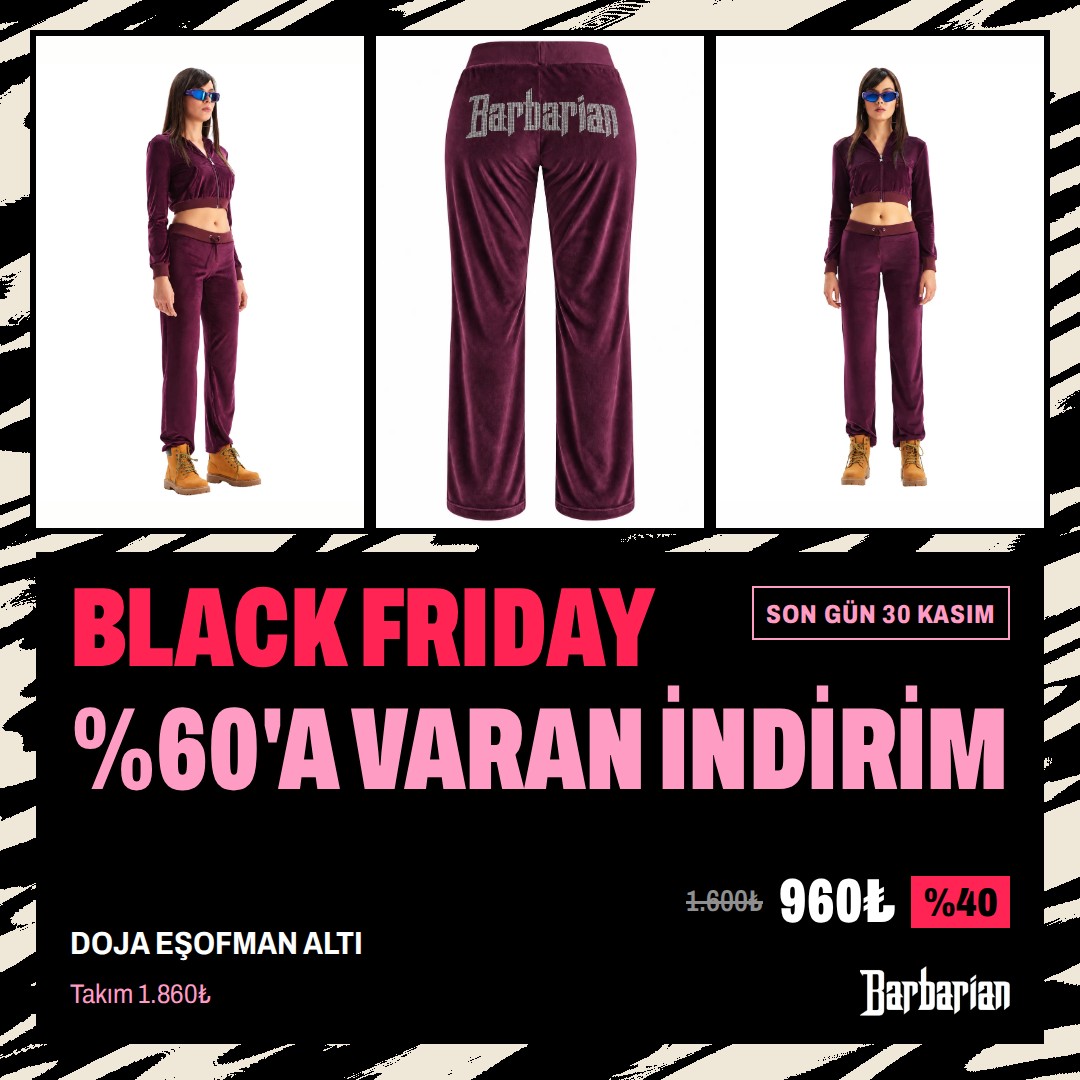 Barbarian
BLACK FRIDAY
SON GÜN 30 KASIM
%60'A VARAN İNDİRİM
1.600₺ 960₺ %40
DOJA EŞOFMAN ALTI
Takım 1.860₺
Barbarian